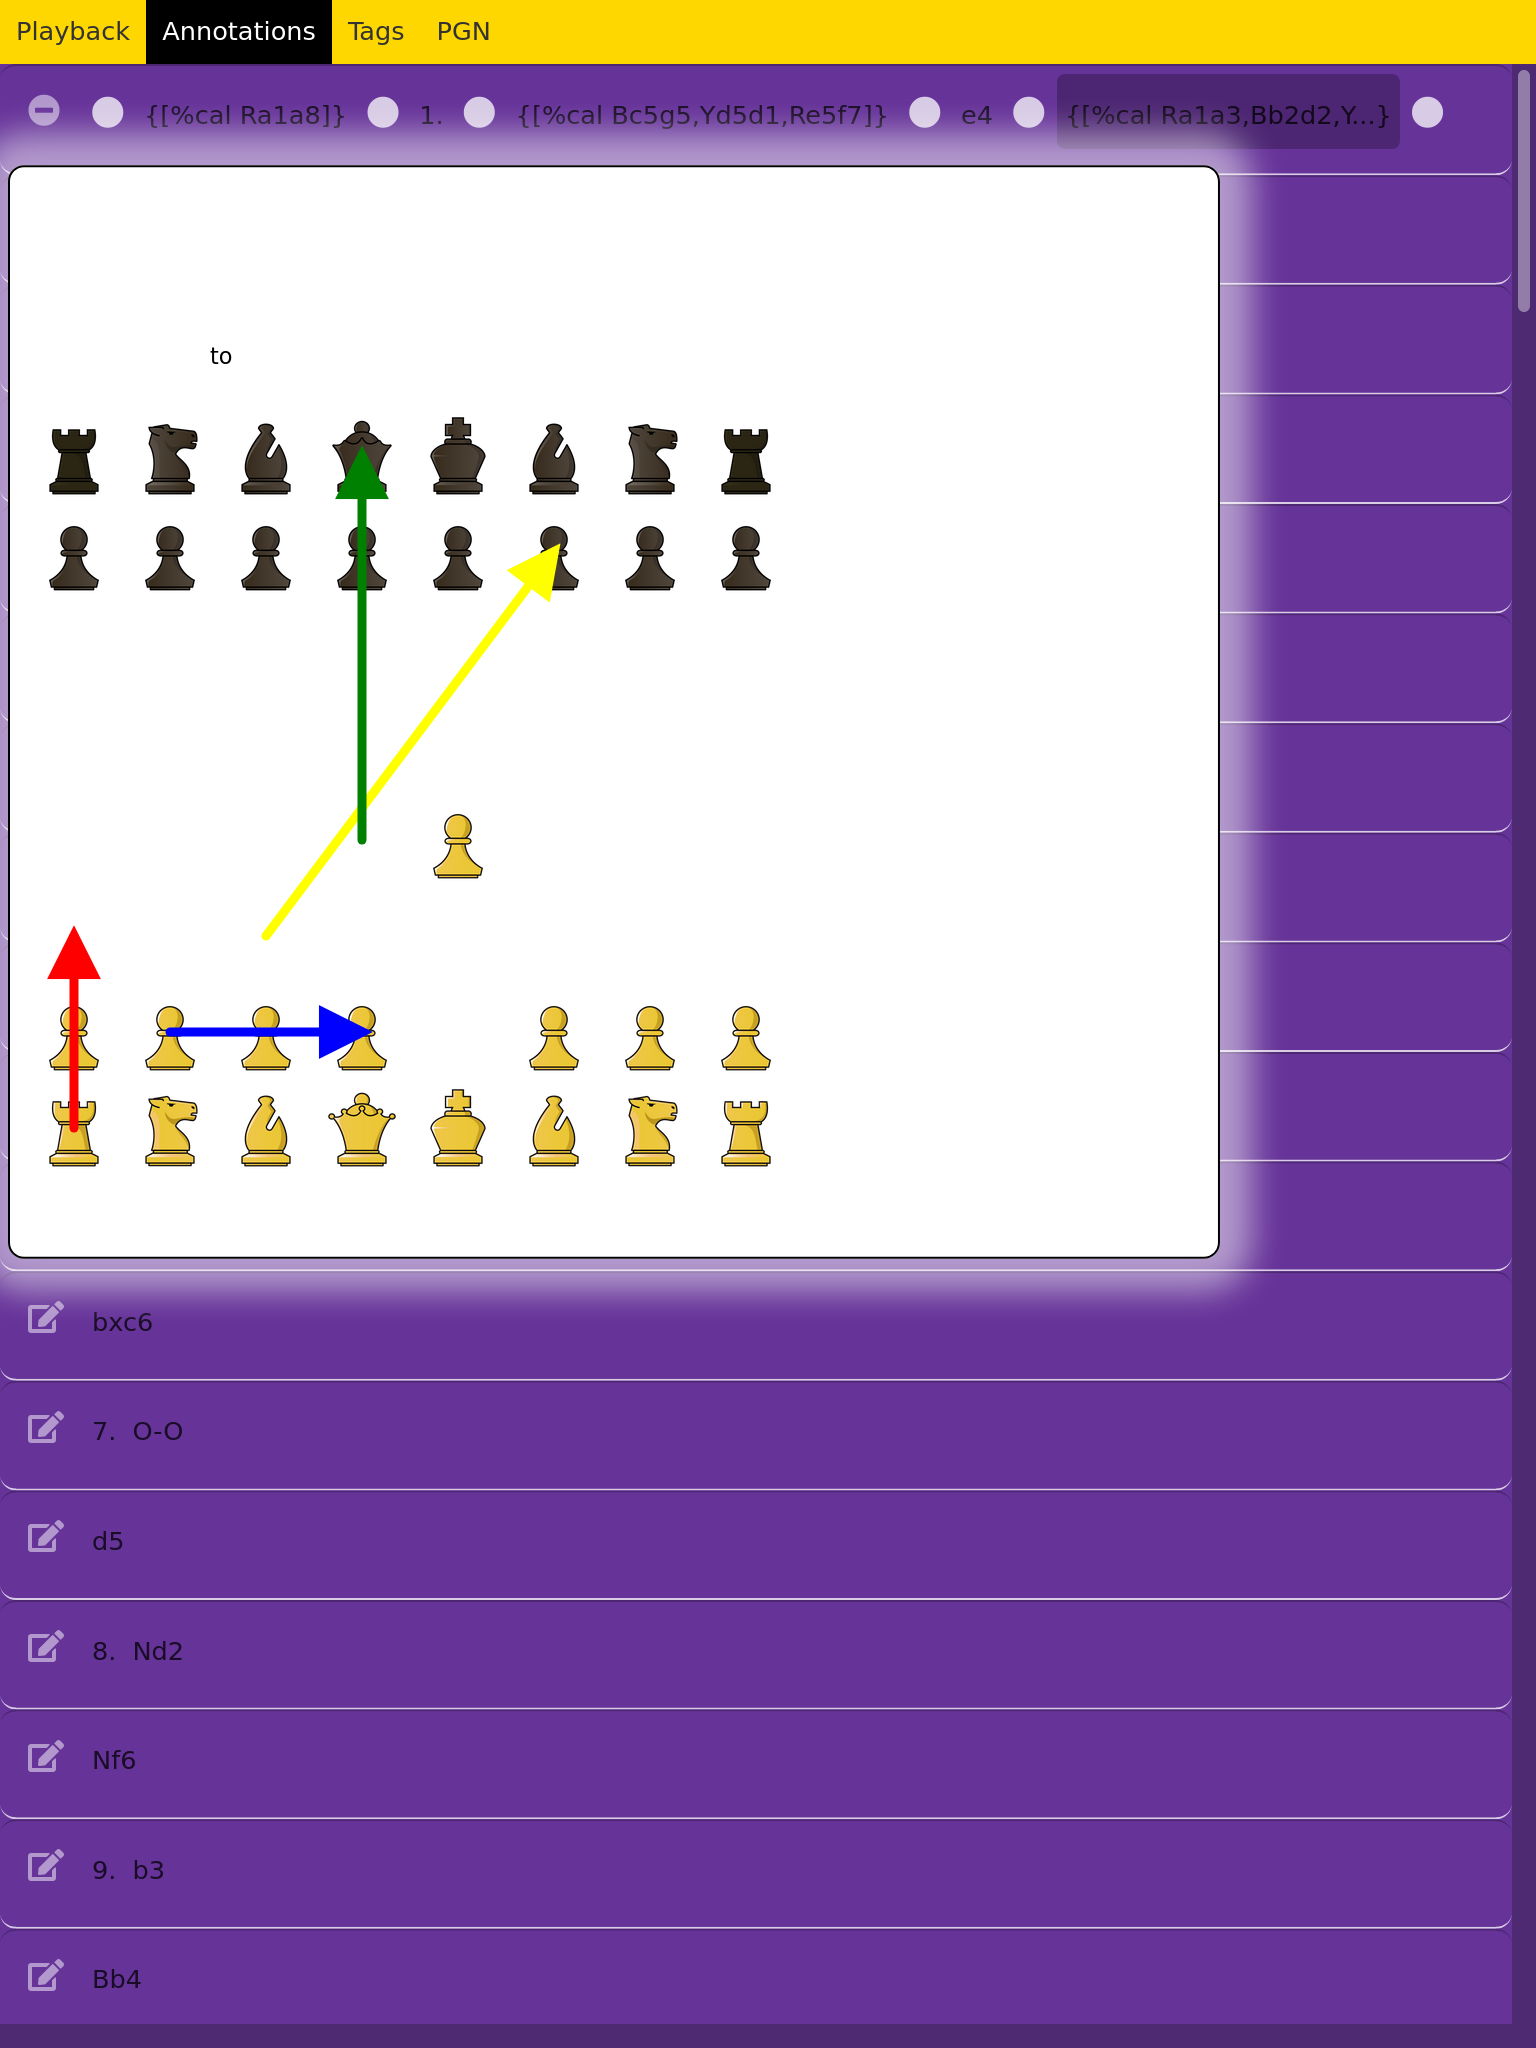 Playback Annotations Tags PGN
{[%cal Ra1a8]} 1. {[%cal Bc5g5,Yd5d1,Re5f7]} e4 {[%cal Ra1a3,Bb2d2,Y...}
to
bxc6
7. O-O
d5
8. Nd2
Nf6
9. b3
Bb4